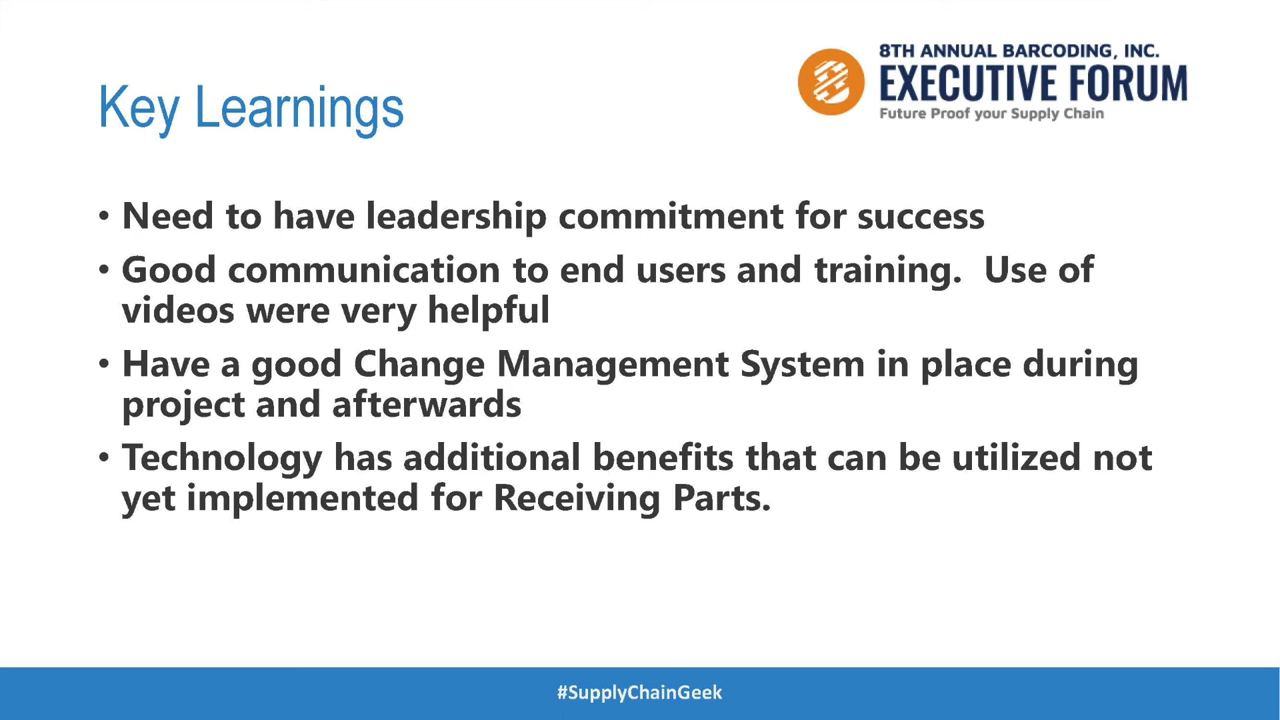 8TH ANNUAL BARCODING, INC.
EXECUTIVE FORUM
Future Proof your Supply Chain
Key Learnings
• Need to have leadership commitment for success
• Good communication to end users and training.  Use of
videos were very helpful
• Have a good Change Management System in place during
project and afterwards
• Technology has additional benefits that can be utilized not
yet implemented for Receiving Parts.
#SupplyChainGeek